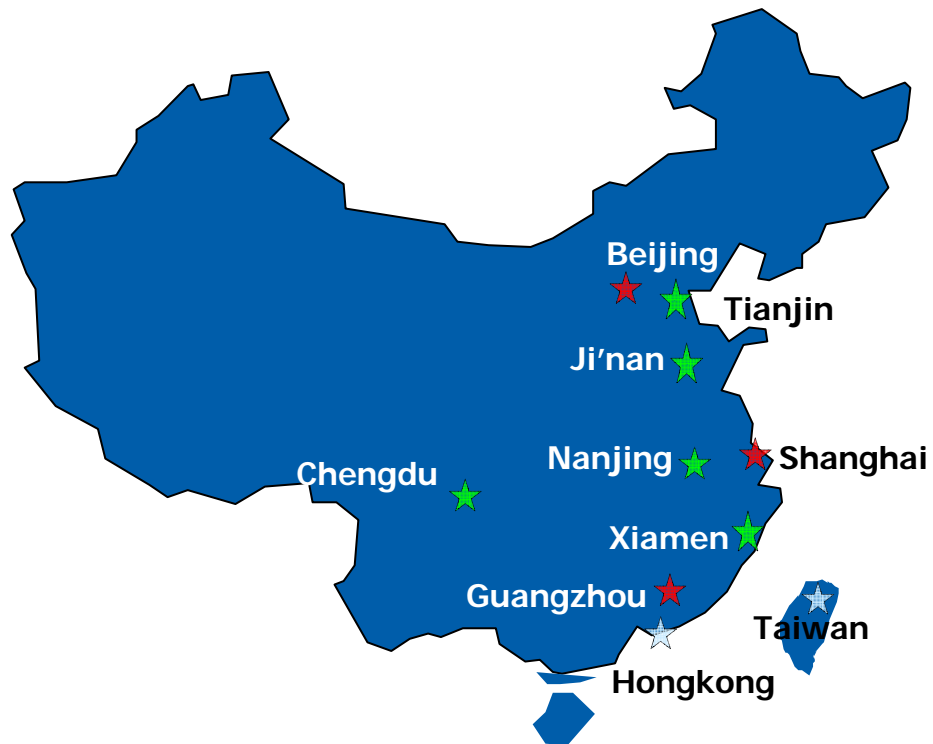 Beijing
Tianjin
Ji’nan
Nanjing
Shanghai
Chengdu
Xiamen
Guangzhou
Taiwan
Hongkong